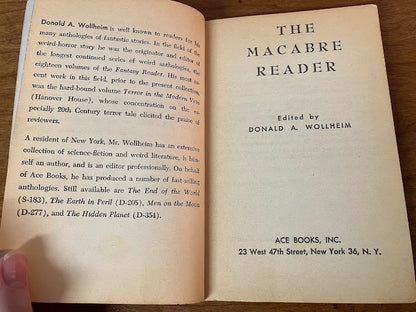 Donald A. Wollheim is well known to readers for his
many anthologies of fantastic stories. In the field of the
weird-horror story he was the originator and editor of
the longest continued series of weird anthologies, the
eighteen volumes of the Fantasy Reader. His most re-
cent work in this field, prior to the present collection,
was the hard-bound volume Terror in the Modern Vein
(Hanover House), whose concentration on the es-
pecially 20th Century terror tale elicited the praise of
reviewers.
A resident of New York, Mr. Wollheim has an extensive
collection of science-fiction and weird literature, is him-
self an author, and is an editor professionally. On behalf
of Ace Books, he has produced a number of fast-selling
anthologies. Still available are The End of the World
(S-183), The Earth in Peril (D-205), Men on the Moon
(D-277), and The Hidden Planet (D-354).
THE
MACABRE
READER
Edited by
DONALD A. WOLLHEIM
ACE BOOKS, INC.
23 West 47th Street, New York 36, N. Y.